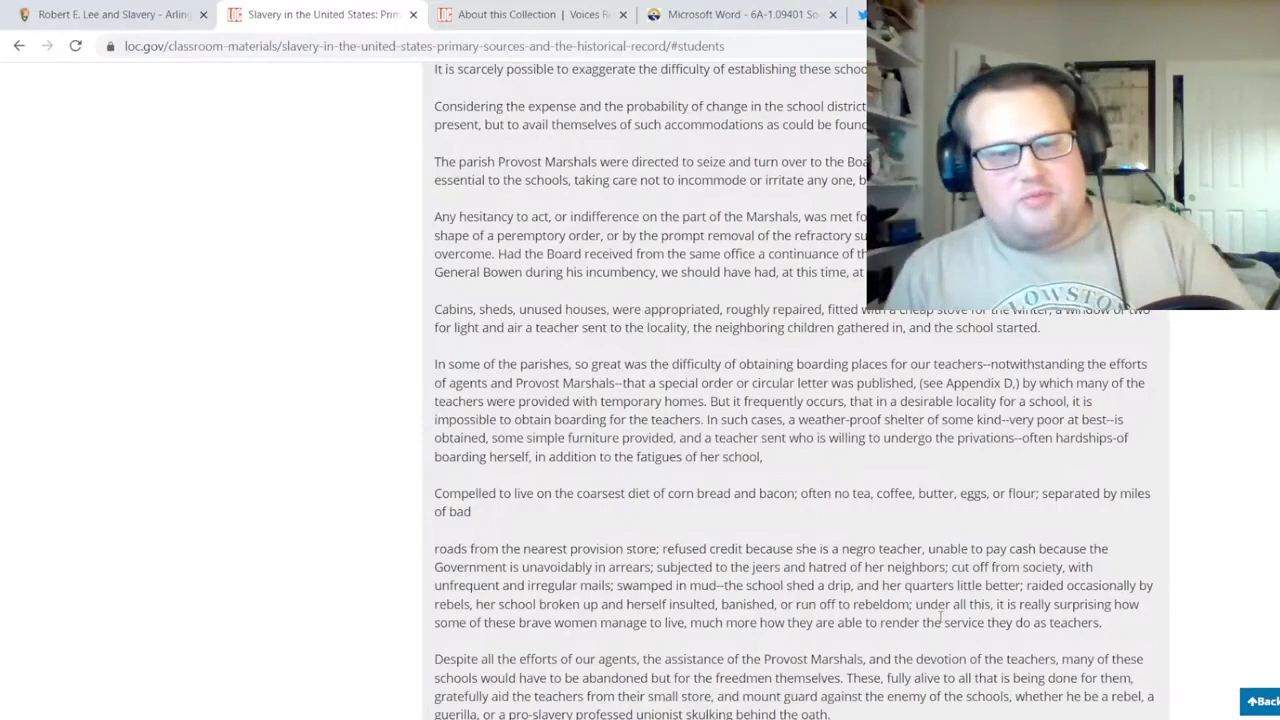 Robert E. Lee and Slavery - Arling
Slavery in the United States: Prim
About this Collection | Voices Re
Microsoft Word - 6A-1.09401 So
loc.gov/classroom-materials/slavery-in-the-united-states-primary-sources-and-the-historical-record/#students
It is scarcely possible to exaggerate the difficulty of establishing these schoo
Considering the expense and the probability of change in the school district
present, but to avail themselves of such accommodations as could be found
The parish Provost Marshals were directed to seize and turn over to the Boa
essential to the schools, taking care not to incommode or irritate any one, b
Any hesitancy to act, or indifference on the part of the Marshals, was met fo
shape of a peremptory order, or by the prompt removal of the refractory su
overcome. Had the Board received from the same office a continuance of th
General Bowen during his incumbency, we should have had, at this time, at
LOWSTO
Cabins, sheds, unused houses, were appropriated, roughly repaired, fitted with a cheap stove for the winter, a window or two
for light and air a teacher sent to the locality, the neighboring children gathered in, and the school started.
In some of the parishes, so great was the difficulty of obtaining boarding places for our teachers--notwithstanding the efforts
of agents and Provost Marshals--that a special order or circular letter was published, (see Appendix D,) by which many of the
teachers were provided with temporary homes. But it frequently occurs, that in a desirable locality for a school, it is
impossible to obtain boarding for the teachers. In such cases, a weather-proof shelter of some kind--very poor at best--is
obtained, some simple furniture provided, and a teacher sent who is willing to undergo the privations--often hardships-of
boarding herself, in addition to the fatigues of her school,
Compelled to live on the coarsest diet of corn bread and bacon; often no tea, coffee, butter, eggs, or flour; separated by miles
of bad
roads from the nearest provision store; refused credit because she is a negro teacher, unable to pay cash because the
Government is unavoidably in arrears; subjected to the jeers and hatred of her neighbors; cut off from society, with
unfrequent and irregular mails; swamped in mud--the school shed a drip, and her quarters little better; raided occasionally by
rebels, her school broken up and herself insulted, banished, or run off to rebeldom; under all this, it is really surprising how
some of these brave women manage to live, much more how they are able to render the service they do as teachers.
Despite all the efforts of our agents, the assistance of the Provost Marshals, and the devotion of the teachers, many of these
schools would have to be abandoned but for the freedmen themselves. These, fully alive to all that is being done for them,
gratefully aid the teachers from their small store, and mount guard against the enemy of the schools, whether he be a rebel, a
guerilla, or a pro-slavery professed unionist skulking behind the oath.
Back